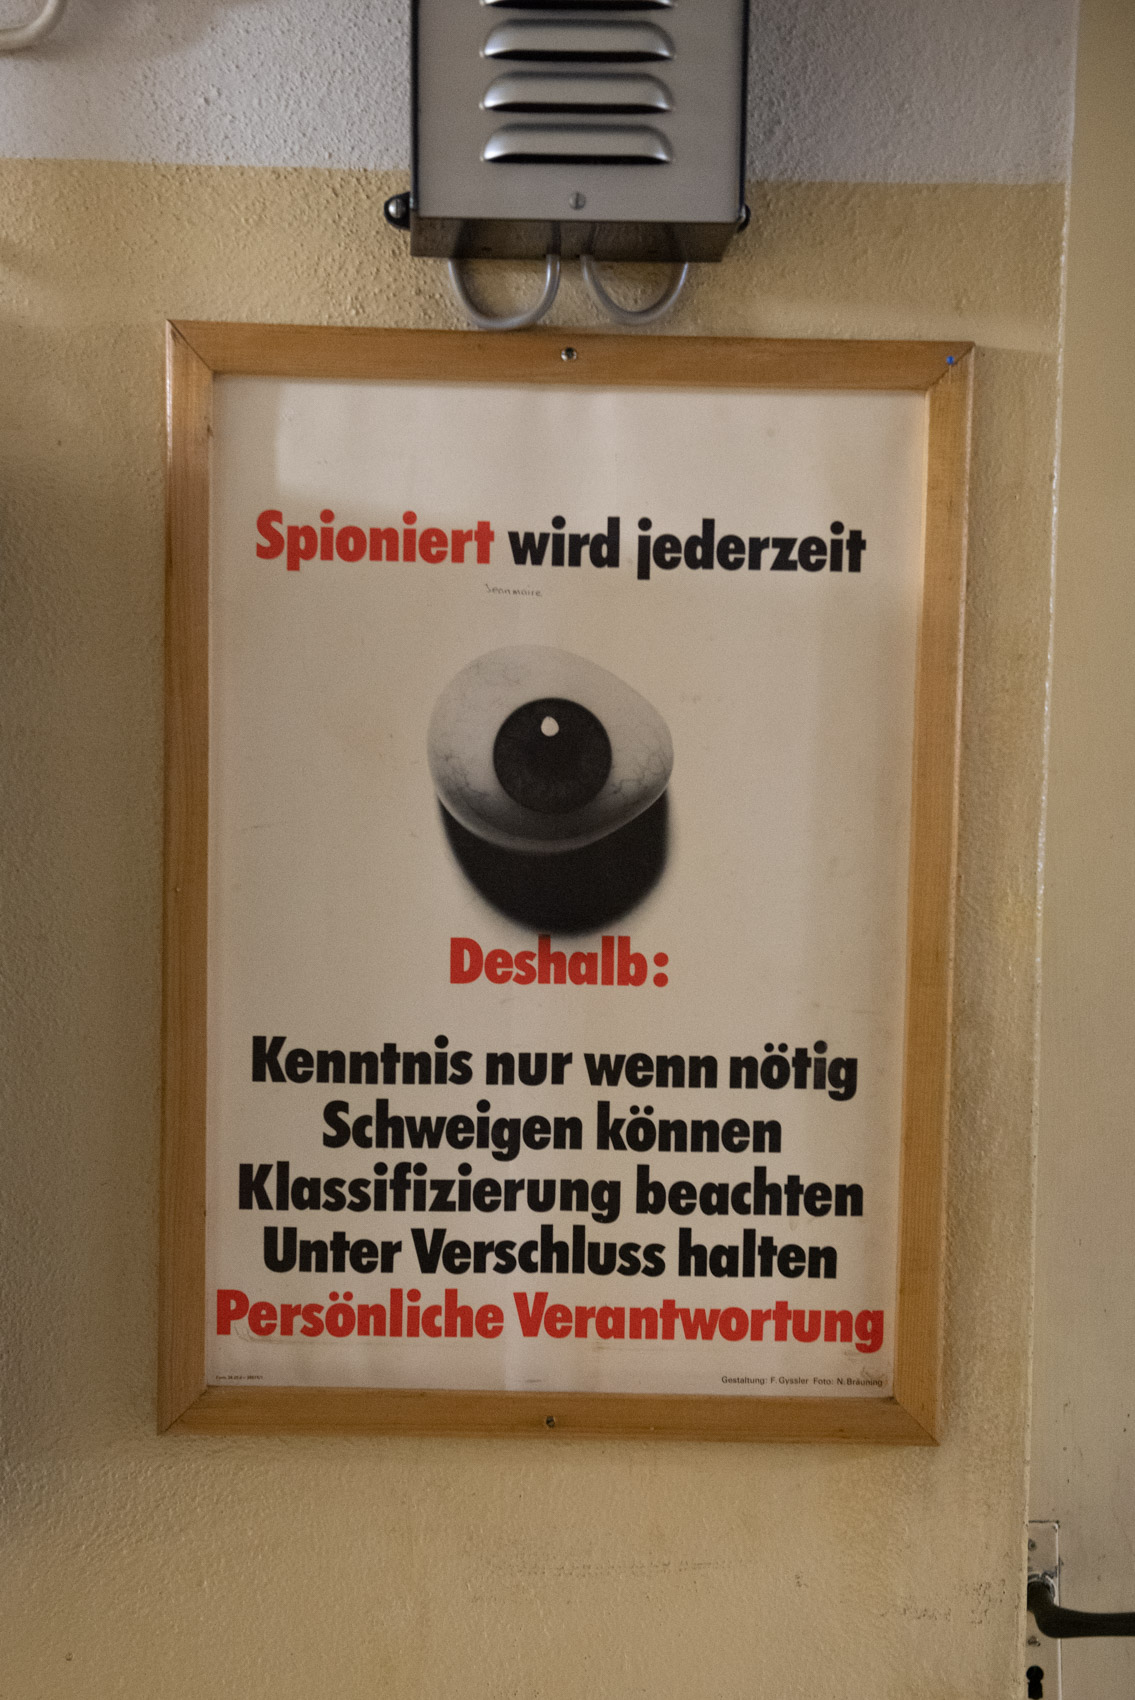 Spioniert wird jederzeit
Jeanmaire
Deshalb:
Kenntnis nur wenn nötig
Schweigen können
Klassifizierung beachten
Unter Verschluss halten
Persönliche Verantwortung
Gestaltung: F. Gyssler Foto: N. Bräuning